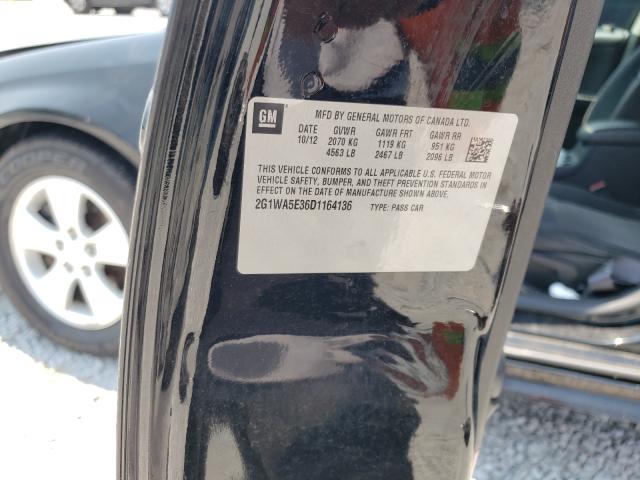 GM
MFD BY GENERAL MOTORS OF CANADA LTD.
DATE GVWR GAWR FRT GAWR RR
10/12 2070 KG 1119 KG 951 KG
4563 LB 2467 LB 2096 LB
THIS VEHICLE CONFORMS TO ALL APPLICABLE U.S. FEDERAL MOTOR
VEHICLE SAFETY, BUMPER, AND THEFT PREVENTION STANDARDS IN
EFFECT ON THE DATE OF MANUFACTURE SHOWN ABOVE.
2G1WA5E36D1164136 TYPE: PASS CAR